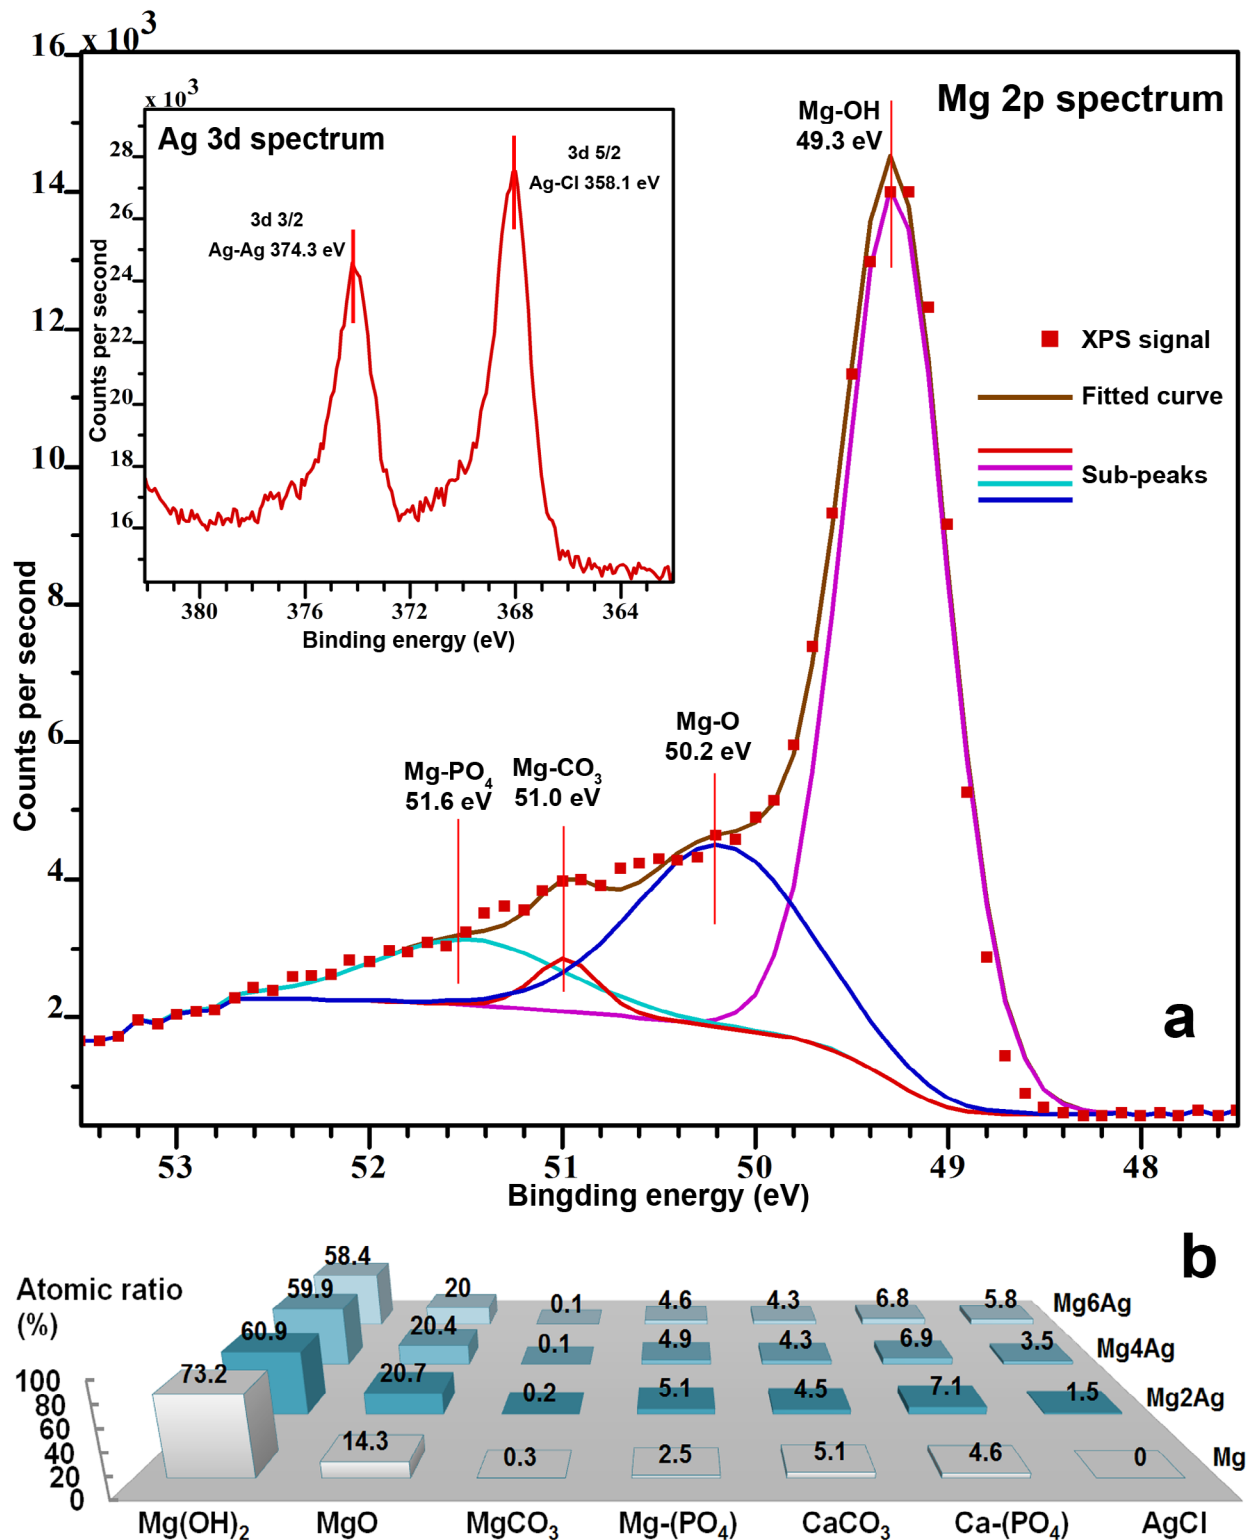 16 x 10³
Mg 2p spectrum
x 10³
Ag 3d spectrum
3d 5/2
Ag-Cl 358.1 eV
3d 3/2
Ag-Ag 374.3 eV
28
26
24
22
20
18
16
Counts per second
380 376 372 368 364
Binding energy (eV)
Mg-OH
49.3 eV
XPS signal
Fitted curve
Sub-peaks
14
12
10
8
6
4
2
Counts per second
Mg-PO₄
51.6 eV
Mg-CO₃
51.0 eV
Mg-O
50.2 eV
a
53 52 51 50 49 48
Bingding energy (eV)
b
Atomic ratio
(%)
100
80
60
40
20
0
58.4 20 0.1 4.6 4.3 6.8 5.8 Mg6Ag
59.9 20.4 0.1 4.9 4.3 6.9 3.5 Mg4Ag
60.9 20.7 0.2 5.1 4.5 7.1 1.5 Mg2Ag
73.2 14.3 0.3 2.5 5.1 4.6 0 Mg
Mg(OH)₂ MgO MgCO₃ Mg-(PO₄) CaCO₃ Ca-(PO₄) AgCl